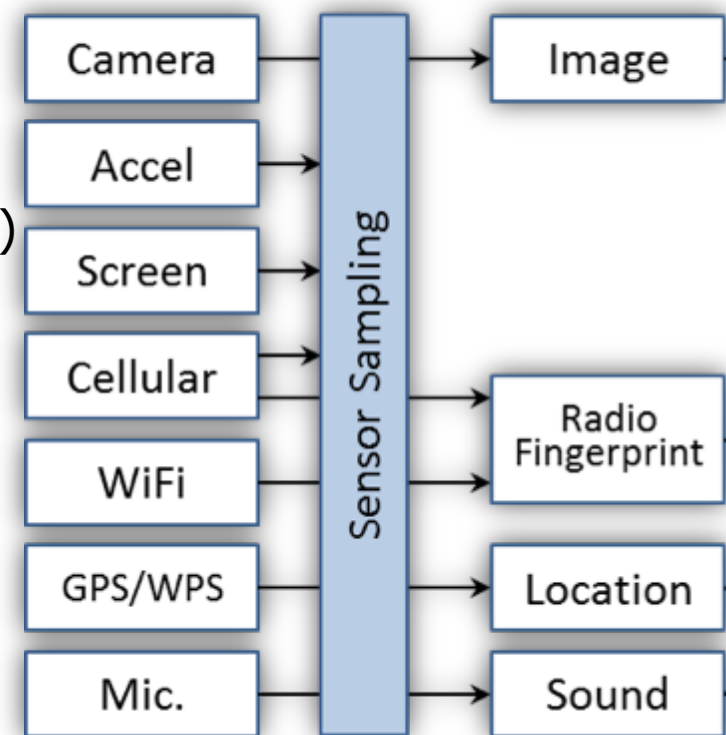 Camera
Image
Accel
)
Screen
Cellular
Sensor Sampling
Radio
Fingerprint
WiFi
GPS/WPS
Location
Mic.
Sound